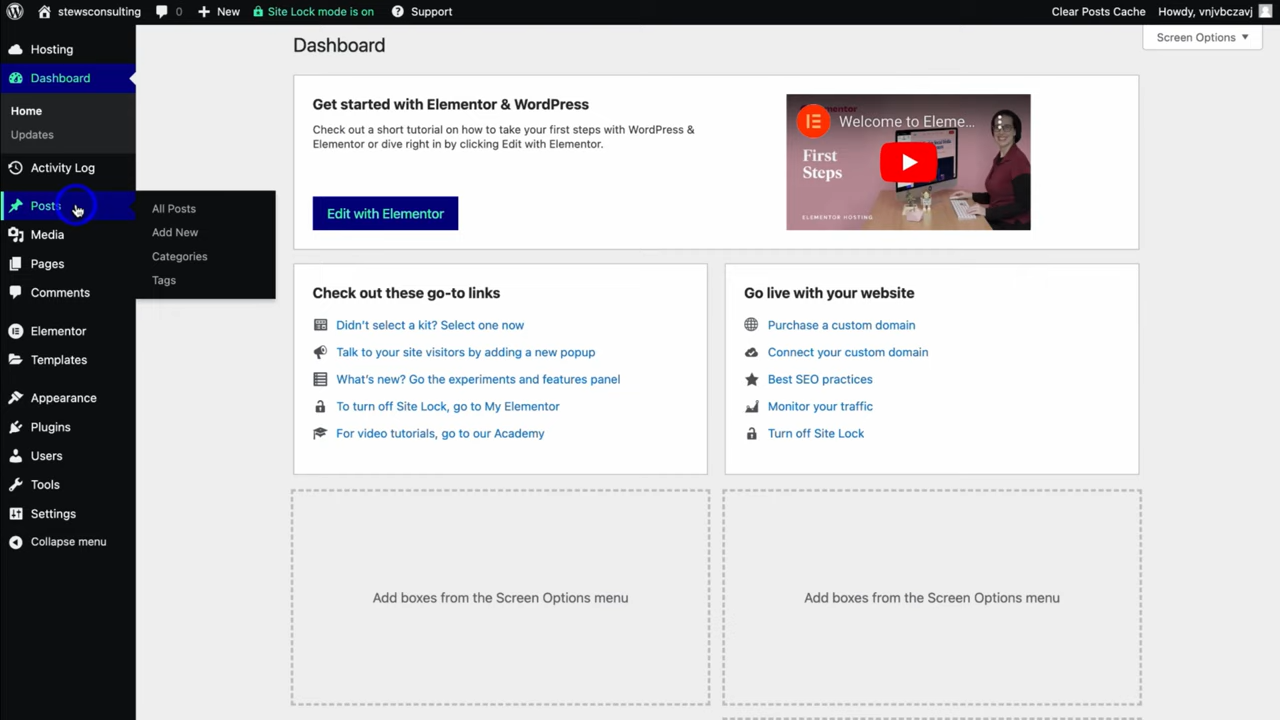 stewsconsulting
0
New
Site Lock mode is on
Support
Clear Posts Cache
Howdy, vnjvbczavj
Hosting
Dashboard
Home
Updates
Activity Log
Posts
Media
Pages
Comments
Elementor
Templates
Appearance
Plugins
Users
Tools
Settings
Collapse menu
All Posts
Add New
Categories
Tags
Dashboard
Screen Options
Get started with Elementor & WordPress
Check out a short tutorial on how to take your first steps with WordPress &
Elementor or dive right in by clicking Edit with Elementor.
Edit with Elementor
Welcome to Eleme...
First
Steps
ELEMENTOR HOSTING
Check out these go-to links
Didn't select a kit? Select one now
Talk to your site visitors by adding a new popup
What's new? Go the experiments and features panel
To turn off Site Lock, go to My Elementor
For video tutorials, go to our Academy
Go live with your website
Purchase a custom domain
Connect your custom domain
Best SEO practices
Monitor your traffic
Turn off Site Lock
Add boxes from the Screen Options menu
Add boxes from the Screen Options menu